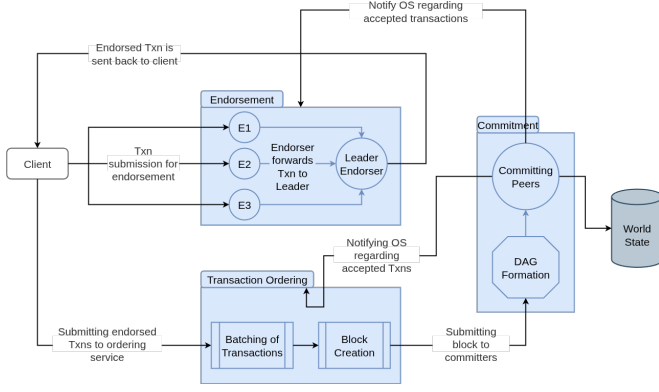 Notify OS regarding
accepted transactions
Endorsed Txn is
sent back to client
Endorsement
Commitment
E1
Txn
submission for
endorsement
Client
E2
Endorser
forwards
Txn to
Leader
Leader
Endorser
Committing
Peers
E3
World
State
Notifying OS
regarding
accepted Txns
DAG
Formation
Transaction Ordering
Submitting endorsed
Txns to ordering
service
Batching of
Transactions
Block
Creation
Submitting
block to
committers